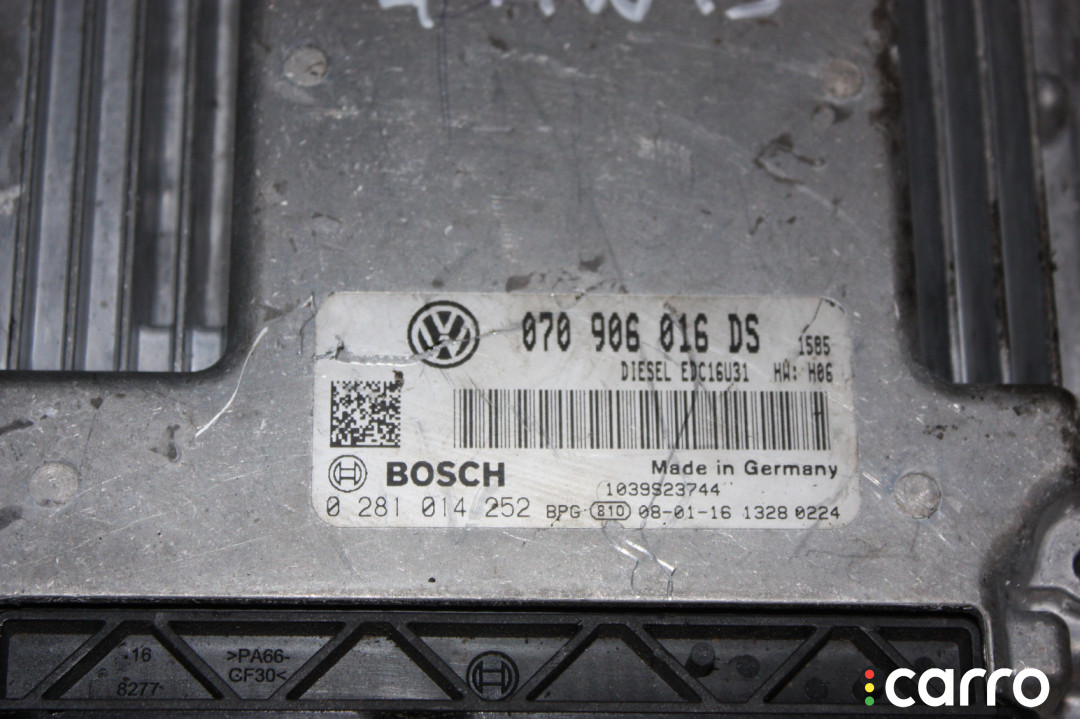 070 906 016 DS 1585
DIESEL EDC16U31 HW: H06
BOSCH
Made in Germany
1039S23744
0 281 014 252 BPG 810 08-01-16 1328 0224
16
8277
>PA66-
GF30<
carro